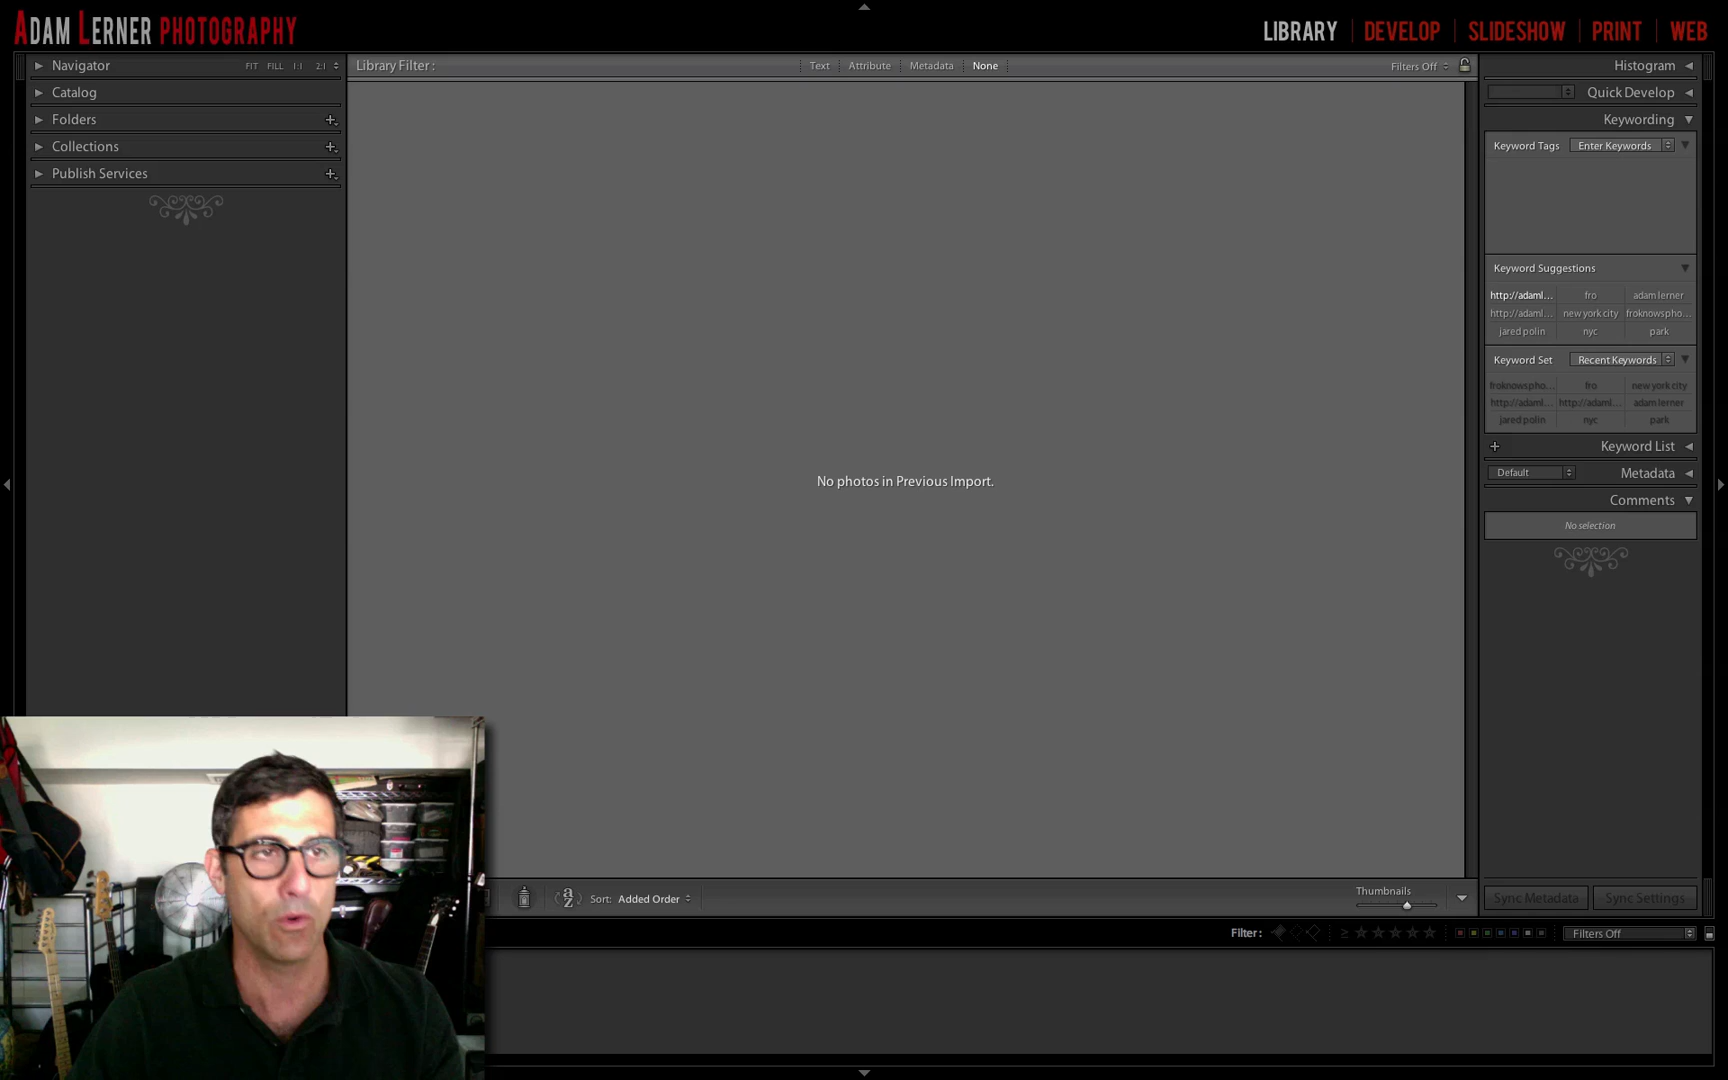 ADAM LERNER PHOTOGRAPHY
LIBRARY DEVELOP SLIDESHOW PRINT WEB
Navigator FIT FILL 1:1 2:1
Catalog
Folders
Collections
Publish Services
Library Filter : Text Attribute Metadata None Filters Off
No photos in Previous Import.
Histogram
Quick Develop
Keywording
Keyword Tags Enter Keywords
Keyword Suggestions
http://adaml... fro adam lerner
http://adaml... new york city froknowspho...
jared polin nyc park
Keyword Set Recent Keywords
froknowspho... fro new york city
http://adaml... http://adaml... adam lerner
jared polin nyc park
Keyword List
Default Metadata
Comments
No selection
Sort: Added Order
Thumbnails
Sync Metadata Sync Settings
Filter : Filters Off